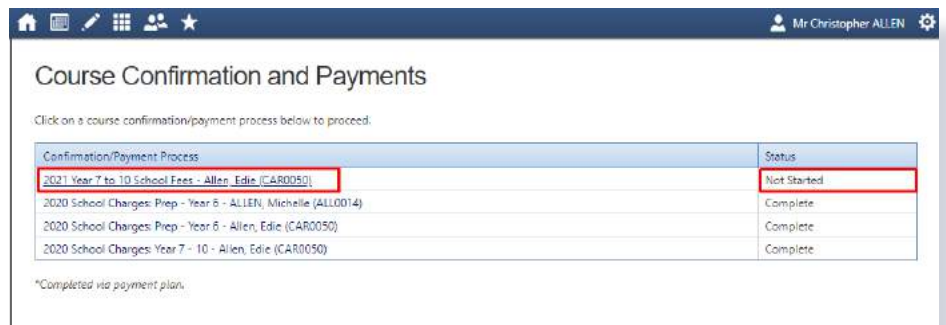 Mr Christopher ALLEN
Course Confirmation and Payments
Click on a course confirmation/payment process below to proceed.
Confirmation/Payment Process Status
2021 Year 7 to 10 School Fees - Allen, Edie (CAR0050) Not Started
2020 School Charges: Prep - Year 6 - ALLEN, Michelle (ALL0014) Complete
2020 School Charges: Prep - Year 6 - Allen, Edie (CAR0050) Complete
2020 School Charges: Year 7 - 10 - Allen, Edie (CAR0050) Complete
*Completed via payment plan.